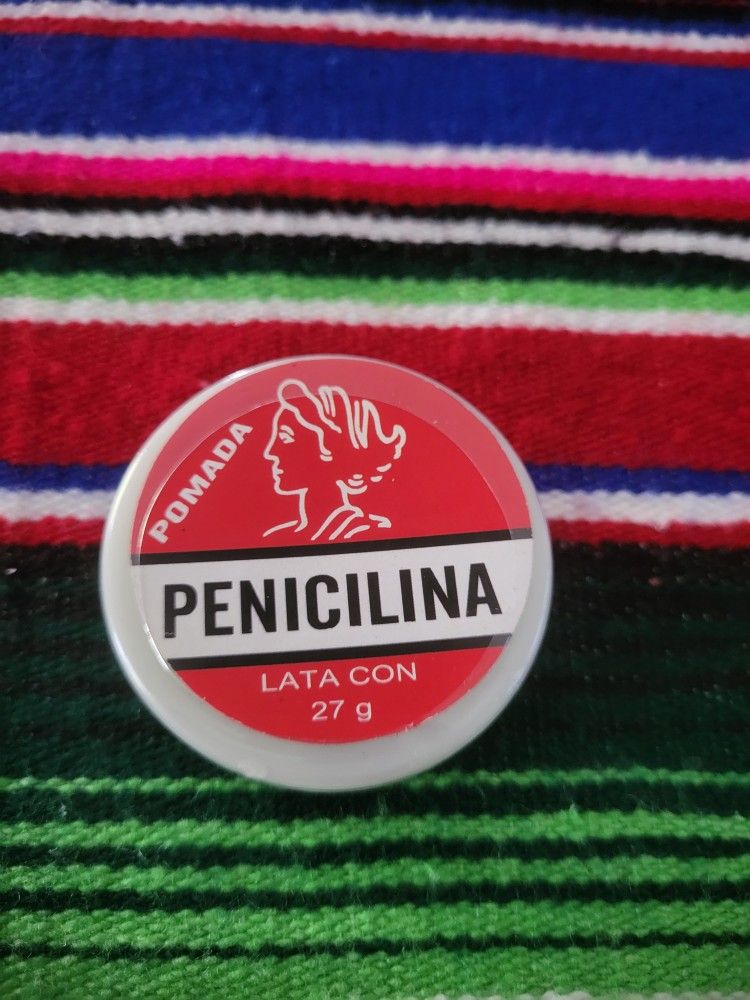 POMADA
PENICILINA
LATA CON
27 g